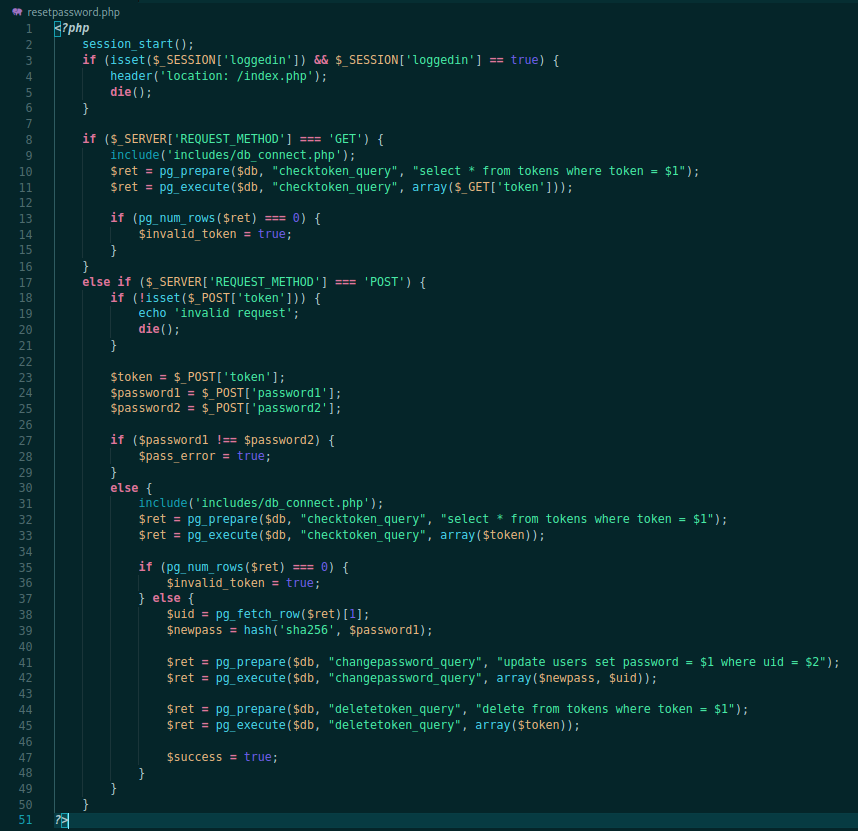 resetpassword.php
1 <?php
2     session_start();
3     if (isset($_SESSION['loggedin']) && $_SESSION['loggedin'] == true) {
4         header('location: /index.php');
5         die();
6     }
7
8     if ($_SERVER['REQUEST_METHOD'] === 'GET') {
9         include('includes/db_connect.php');
10         $ret = pg_prepare($db, "checktoken_query", "select * from tokens where token = $1");
11         $ret = pg_execute($db, "checktoken_query", array($_GET['token']));
12
13         if (pg_num_rows($ret) === 0) {
14             $invalid_token = true;
15         }
16     }
17     else if ($_SERVER['REQUEST_METHOD'] === 'POST') {
18         if (!isset($_POST['token'])) {
19             echo 'invalid request';
20             die();
21         }
22
23         $token = $_POST['token'];
24         $password1 = $_POST['password1'];
25         $password2 = $_POST['password2'];
26
27         if ($password1 !== $password2) {
28             $pass_error = true;
29         }
30         else {
31             include('includes/db_connect.php');
32             $ret = pg_prepare($db, "checktoken_query", "select * from tokens where token = $1");
33             $ret = pg_execute($db, "checktoken_query", array($token));
34
35             if (pg_num_rows($ret) === 0) {
36                 $invalid_token = true;
37             } else {
38                 $uid = pg_fetch_row($ret)[1];
39                 $newpass = hash('sha256', $password1);
40
41                 $ret = pg_prepare($db, "changepassword_query", "update users set password = $1 where uid = $2");
42                 $ret = pg_execute($db, "changepassword_query", array($newpass, $uid));
43
44                 $ret = pg_prepare($db, "deletetoken_query", "delete from tokens where token = $1");
45                 $ret = pg_execute($db, "deletetoken_query", array($token));
46
47                 $success = true;
48             }
49         }
50     }
51 ?>